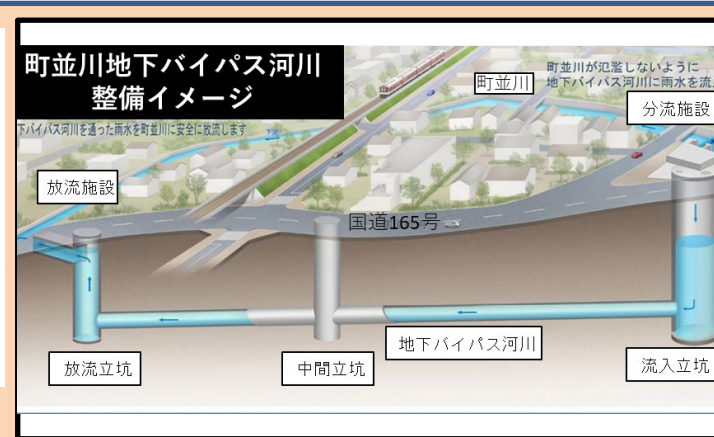 町並川地下バイパス河川
整備イメージ
町並川が氾濫しないように
地下バイパス河川に雨水を流
町並川
分流施設
下バイパス河川を通った雨水を町並川に安全に放流します
放流施設
国道165号
地下バイパス河川
放流立坑
中間立坑
流入立坑